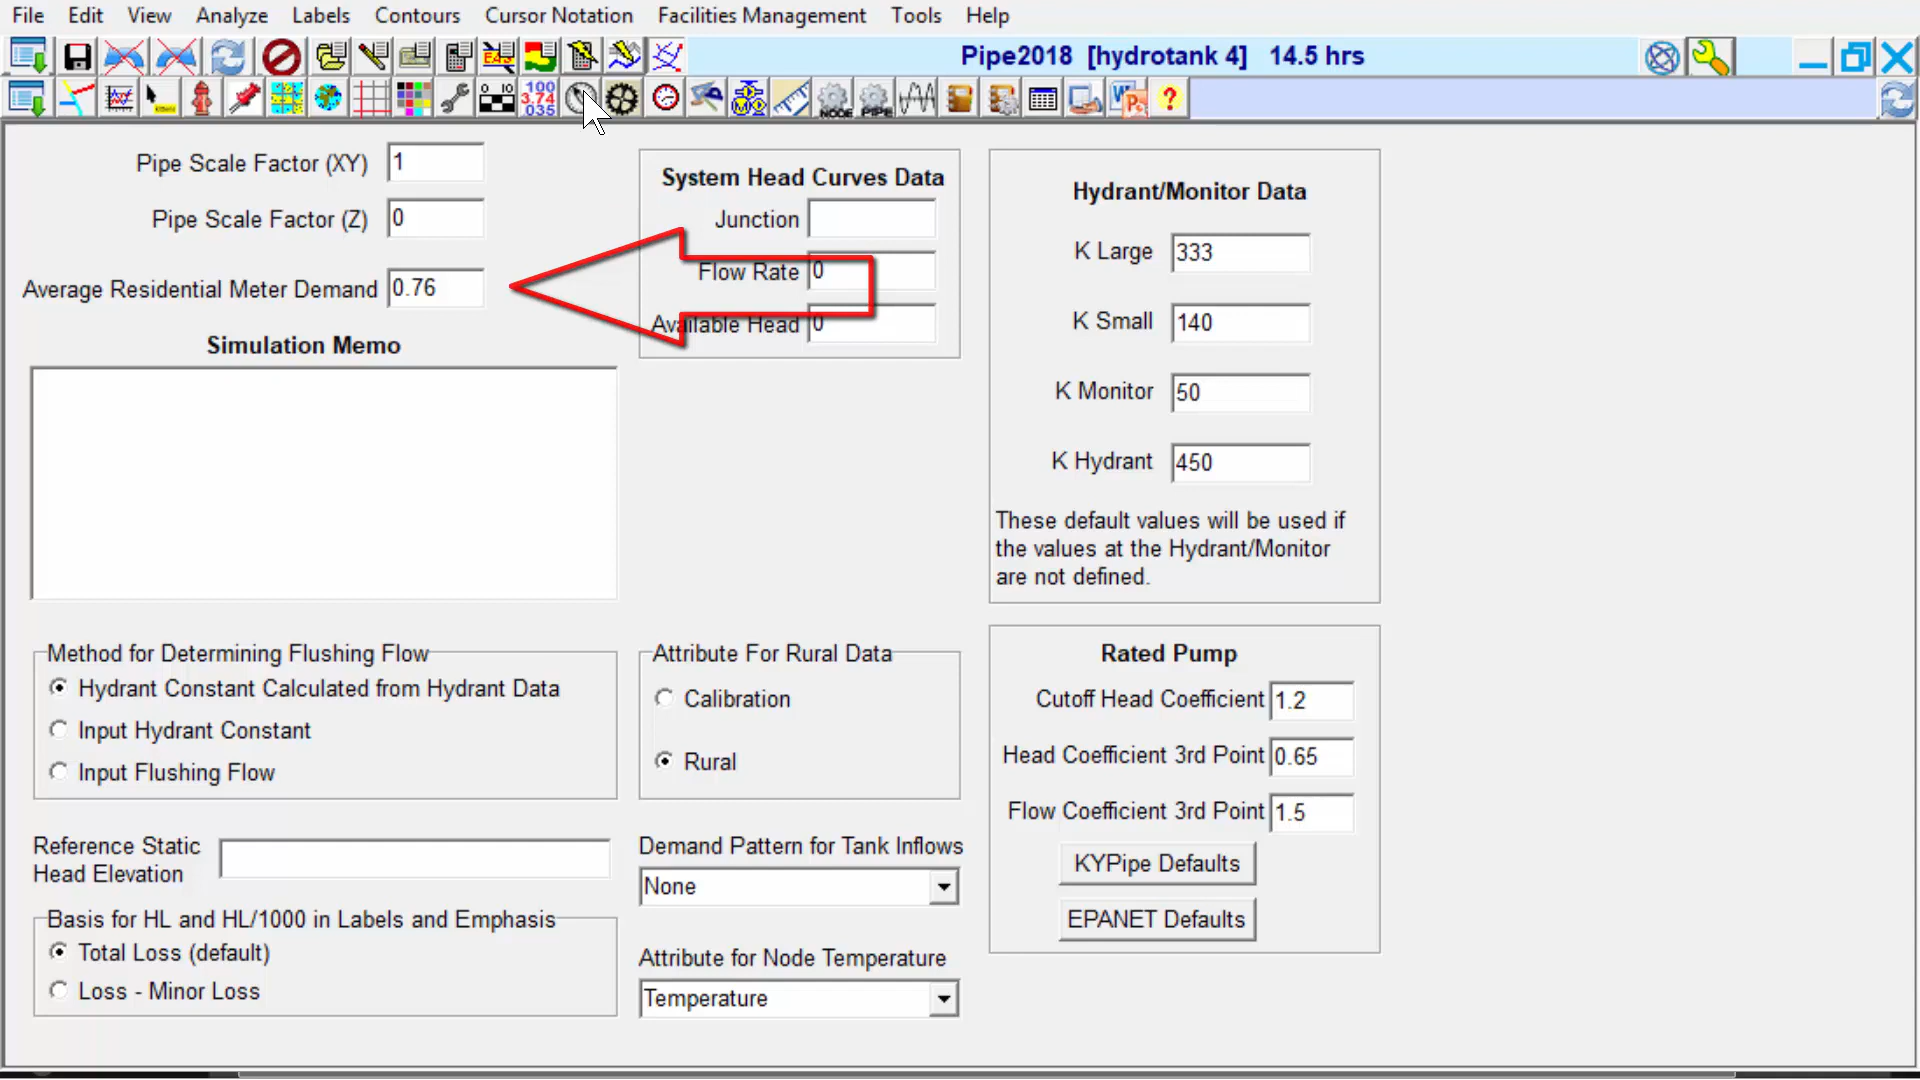 File Edit View Analyze Labels Contours Cursor Notation Facilities Management Tools Help
Pipe2018 [hydrotank 4] 14.5 hrs
100
3.74
035
NODE
PIPE
Pipe Scale Factor (XY) 1
Pipe Scale Factor (Z) 0
Average Residential Meter Demand 0.76
Simulation Memo
System Head Curves Data
Junction
Flow Rate 0
Available Head 0
Hydrant/Monitor Data
K Large 333
K Small 140
K Monitor 50
K Hydrant 450
These default values will be used if
the values at the Hydrant/Monitor
are not defined.
Method for Determining Flushing Flow
Hydrant Constant Calculated from Hydrant Data
Input Hydrant Constant
Input Flushing Flow
Attribute For Rural Data
Calibration
Rural
Rated Pump
Cutoff Head Coefficient 1.2
Head Coefficient 3rd Point 0.65
Flow Coefficient 3rd Point 1.5
KYPipe Defaults
EPANET Defaults
Reference Static
Head Elevation
Demand Pattern for Tank Inflows
None
Basis for HL and HL/1000 in Labels and Emphasis
Total Loss (default)
Loss - Minor Loss
Attribute for Node Temperature
Temperature